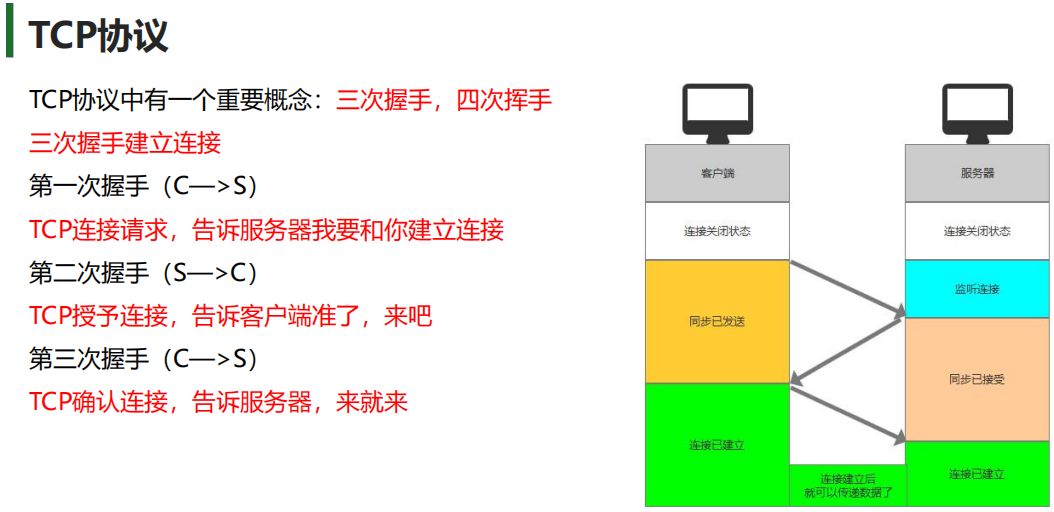 TCP协议
TCP协议中有一个重要概念：三次握手，四次挥手
三次握手建立连接
第一次握手（C—>S）
TCP连接请求，告诉服务器我要和你建立连接
第二次握手（S—>C）
TCP授予连接，告诉客户端准了，来吧
第三次握手（C—>S）
TCP确认连接，告诉服务器，来就来
客户端
服务器
连接关闭状态
连接关闭状态
监听连接
同步已发送
同步已接受
连接已建立
连接已建立
连接建立后
就可以传递数据了